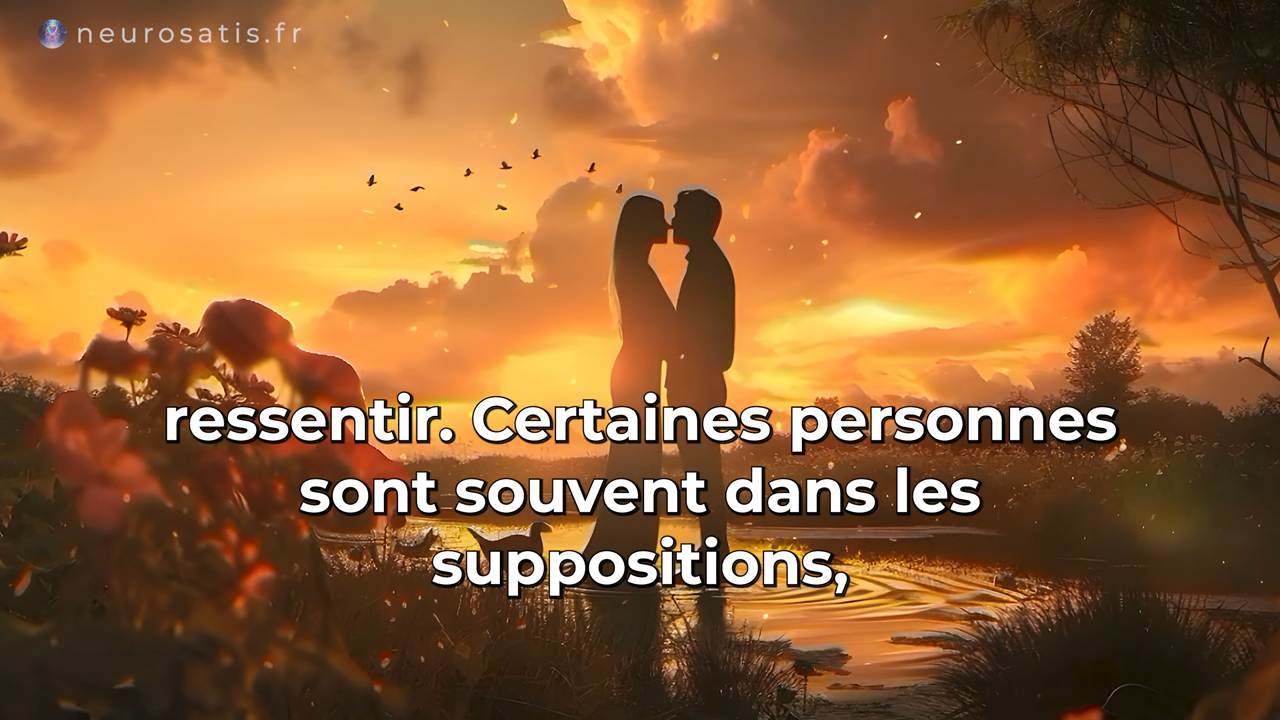 neurosatis.fr
ressentir. Certaines personnes
sont souvent dans les
suppositions,